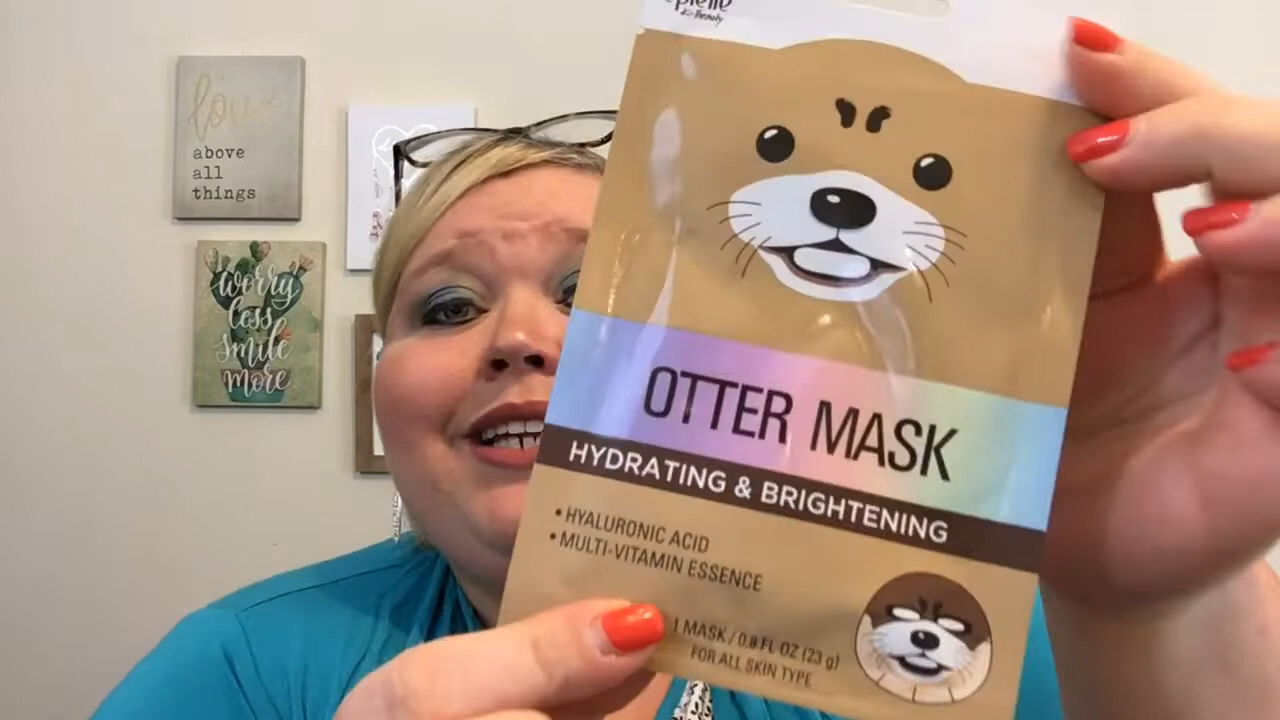 love
above
all
things
worry
less
smile
more
K-Beauty
OTTER MASK
HYDRATING & BRIGHTENING
• HYALURONIC ACID
• MULTI-VITAMIN ESSENCE
1 MASK / 0.8 FL OZ (23 g)
FOR ALL SKIN TYPE